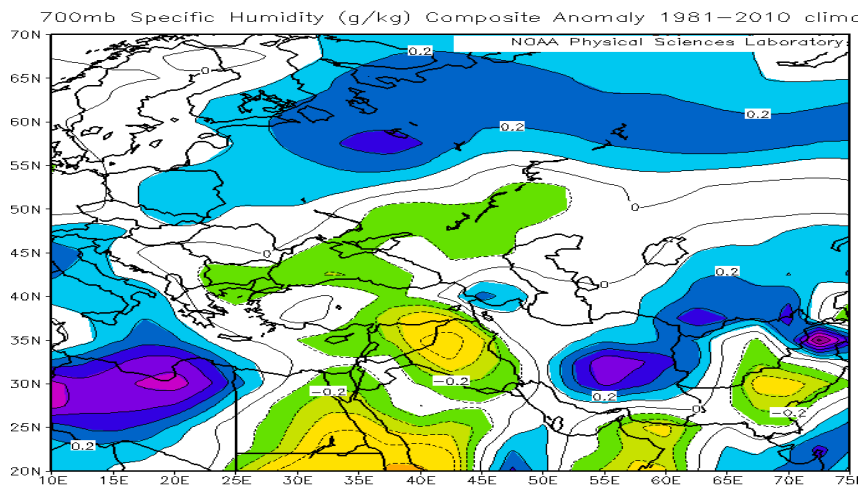 700mb Specific Humidity (g/kg) Composite Anomaly 1981–2010 climo
NOAA Physical Sciences Laboratory
70N
65N
60N
55N
50N
45N
40N
35N
30N
25N
20N
0
0.2
0.2
0
0
0
0.2
-0.2
-0.2
0.2
0
-0.2
0.2
0.2
10E 15E 20E 25E 30E 35E 40E 45E 50E 55E 60E 65E 70E 75E